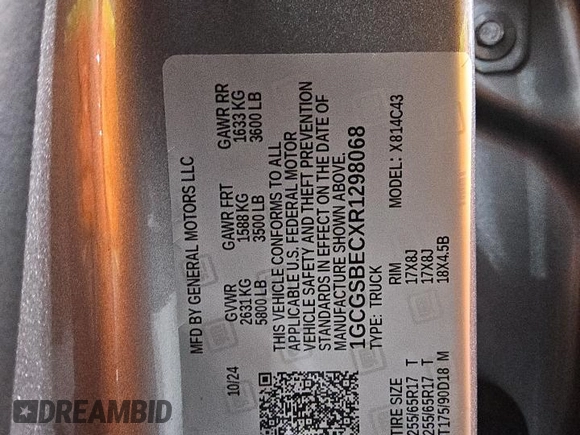 MFD BY GENERAL MOTORS LLC
10/24
GVWR GAWR FRT GAWR RR
2631 KG 1588 KG 1633 KG
5800 LB 3500 LB 3600 LB
THIS VEHICLE CONFORMS TO ALL
APPLICABLE U.S. FEDERAL MOTOR
VEHICLE SAFETY AND THEFT PREVENTION
STANDARDS IN EFFECT ON THE DATE OF
MANUFACTURE SHOWN ABOVE.
1GCGSBECXR1298068
TYPE: TRUCK MODEL: X814C43
TIRE SIZE RIM
255/65R17 T 17X8J
255/65R17 T 17X8J
T175/90D18 M 18X4.5B
DREAMBID